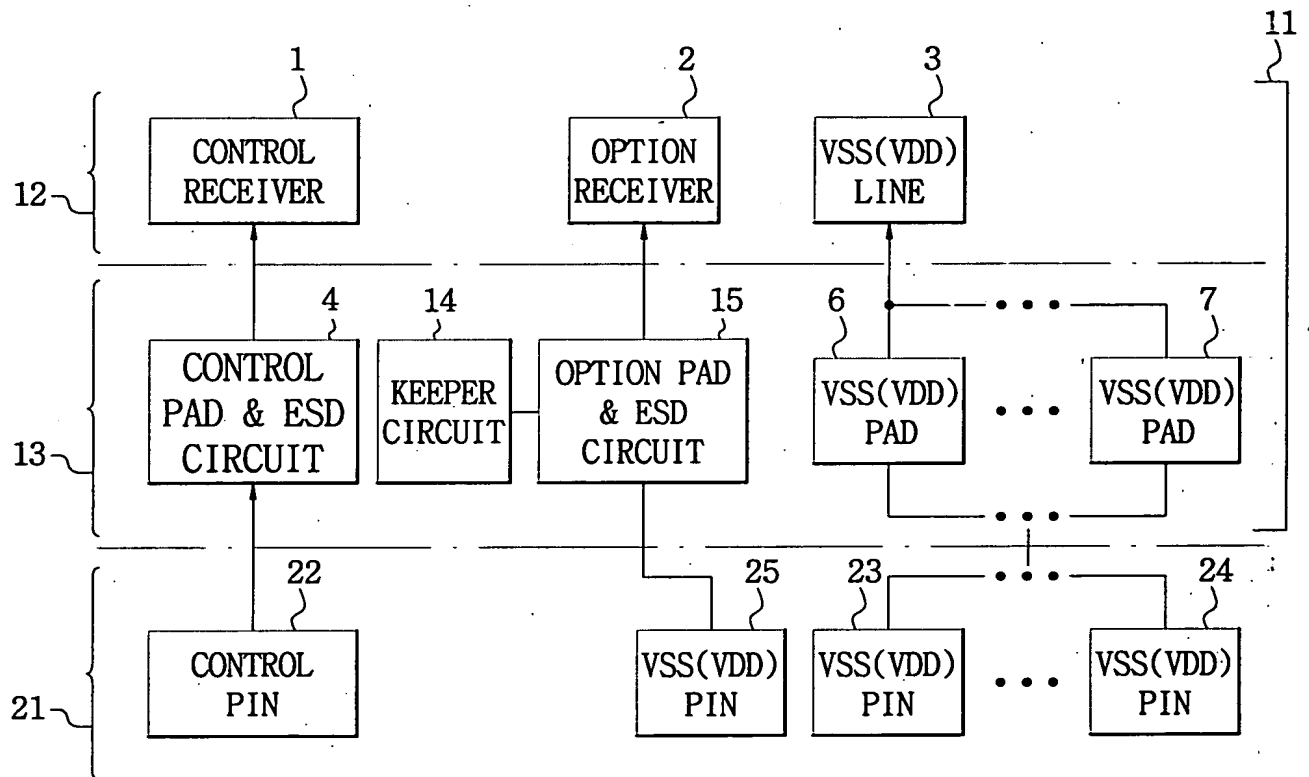 11
1
2
3
CONTROL
RECEIVER
OPTION
RECEIVER
VSS(VDD)
LINE
12
4
14
15
6
7
CONTROL
PAD & ESD
CIRCUIT
KEEPER
CIRCUIT
OPTION PAD
& ESD
CIRCUIT
VSS(VDD)
PAD
VSS(VDD)
PAD
13
22
25
23
24
CONTROL
PIN
VSS(VDD)
PIN
VSS(VDD)
PIN
VSS(VDD)
PIN
21